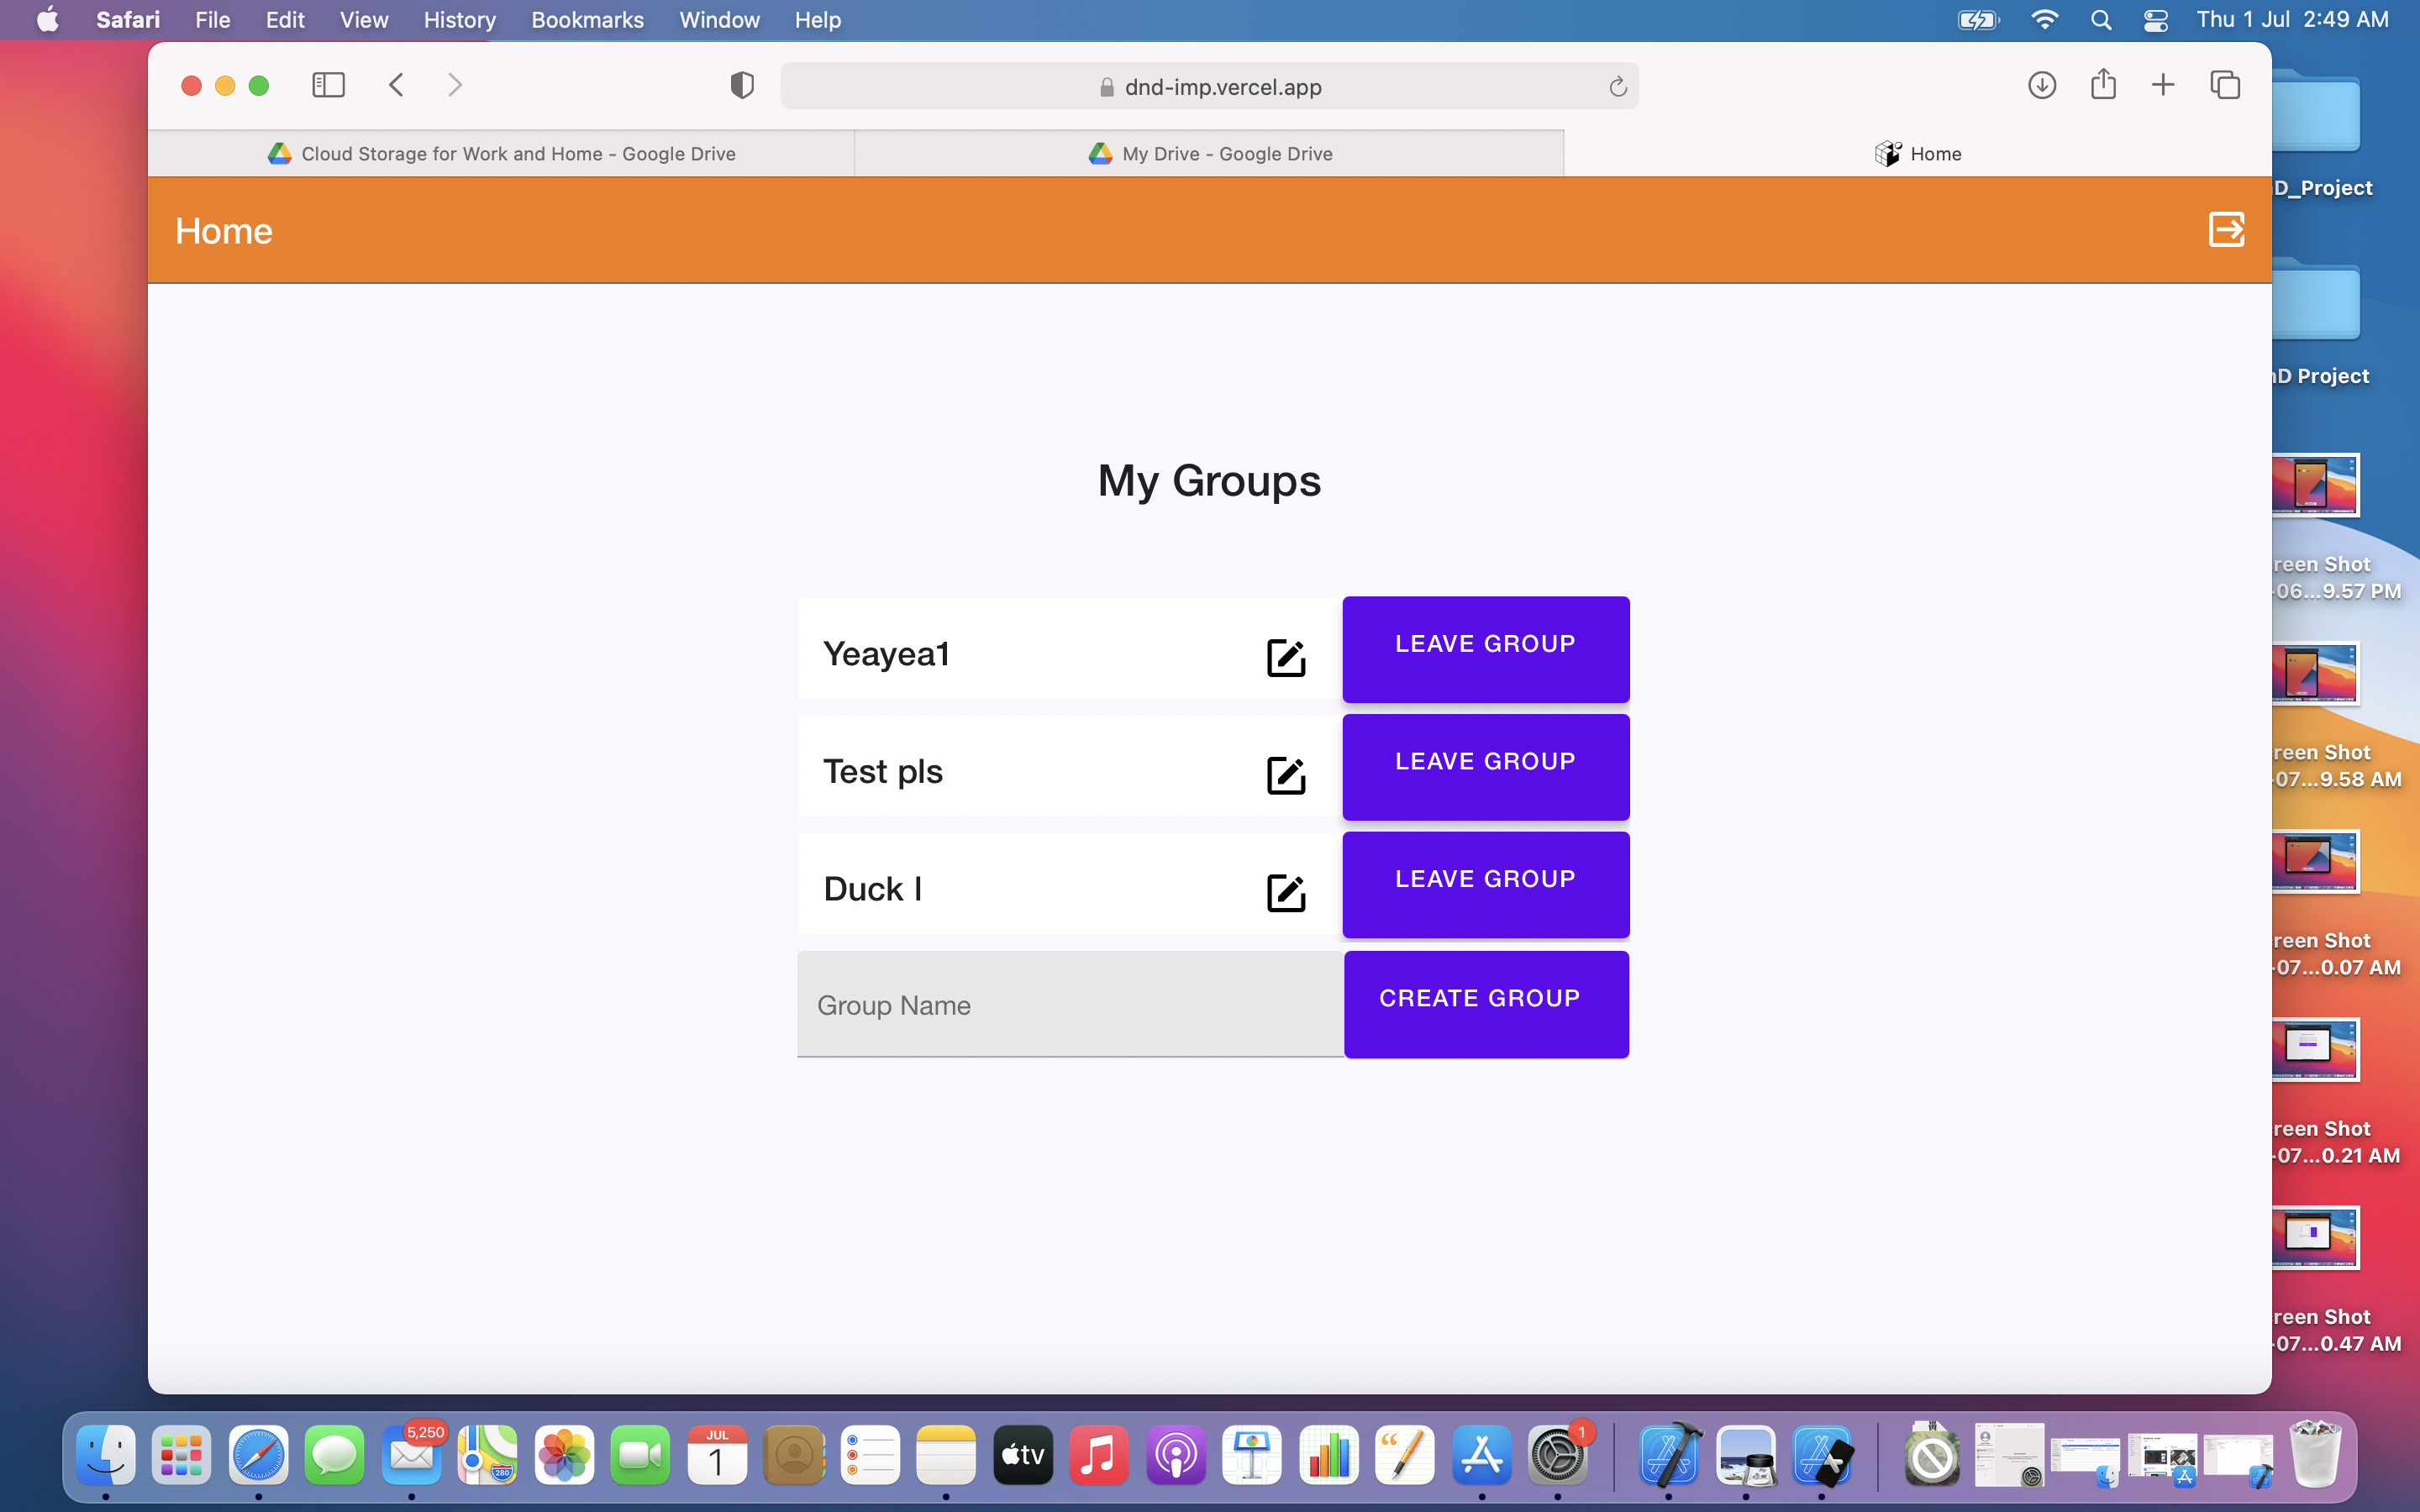 Safari File Edit View History Bookmarks Window Help Thu 1 Jul 2:49 AM
dnd-imp.vercel.app
Cloud Storage for Work and Home - Google Drive My Drive - Google Drive Home
Home
My Groups
Yeayea1 LEAVE GROUP
Test pls LEAVE GROUP
Duck I LEAVE GROUP
Group Name CREATE GROUP
D_Project
D Project
reen Shot
-06...9.57 PM
reen Shot
-07...9.58 AM
reen Shot
-07...0.07 AM
reen Shot
-07...0.21 AM
reen Shot
-07...0.47 AM
5,250
280
JUL
1
tv
1